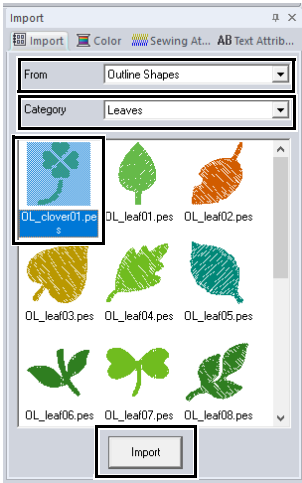 Import
Import Color Sewing At... AB Text Attrib...
From Outline Shapes
Category Leaves
OL_clover01.pe
s
OL_leaf01.pes OL_leaf02.pes
OL_leaf03.pes OL_leaf04.pes OL_leaf05.pes
OL_leaf06.pes OL_leaf07.pes OL_leaf08.pes
Import